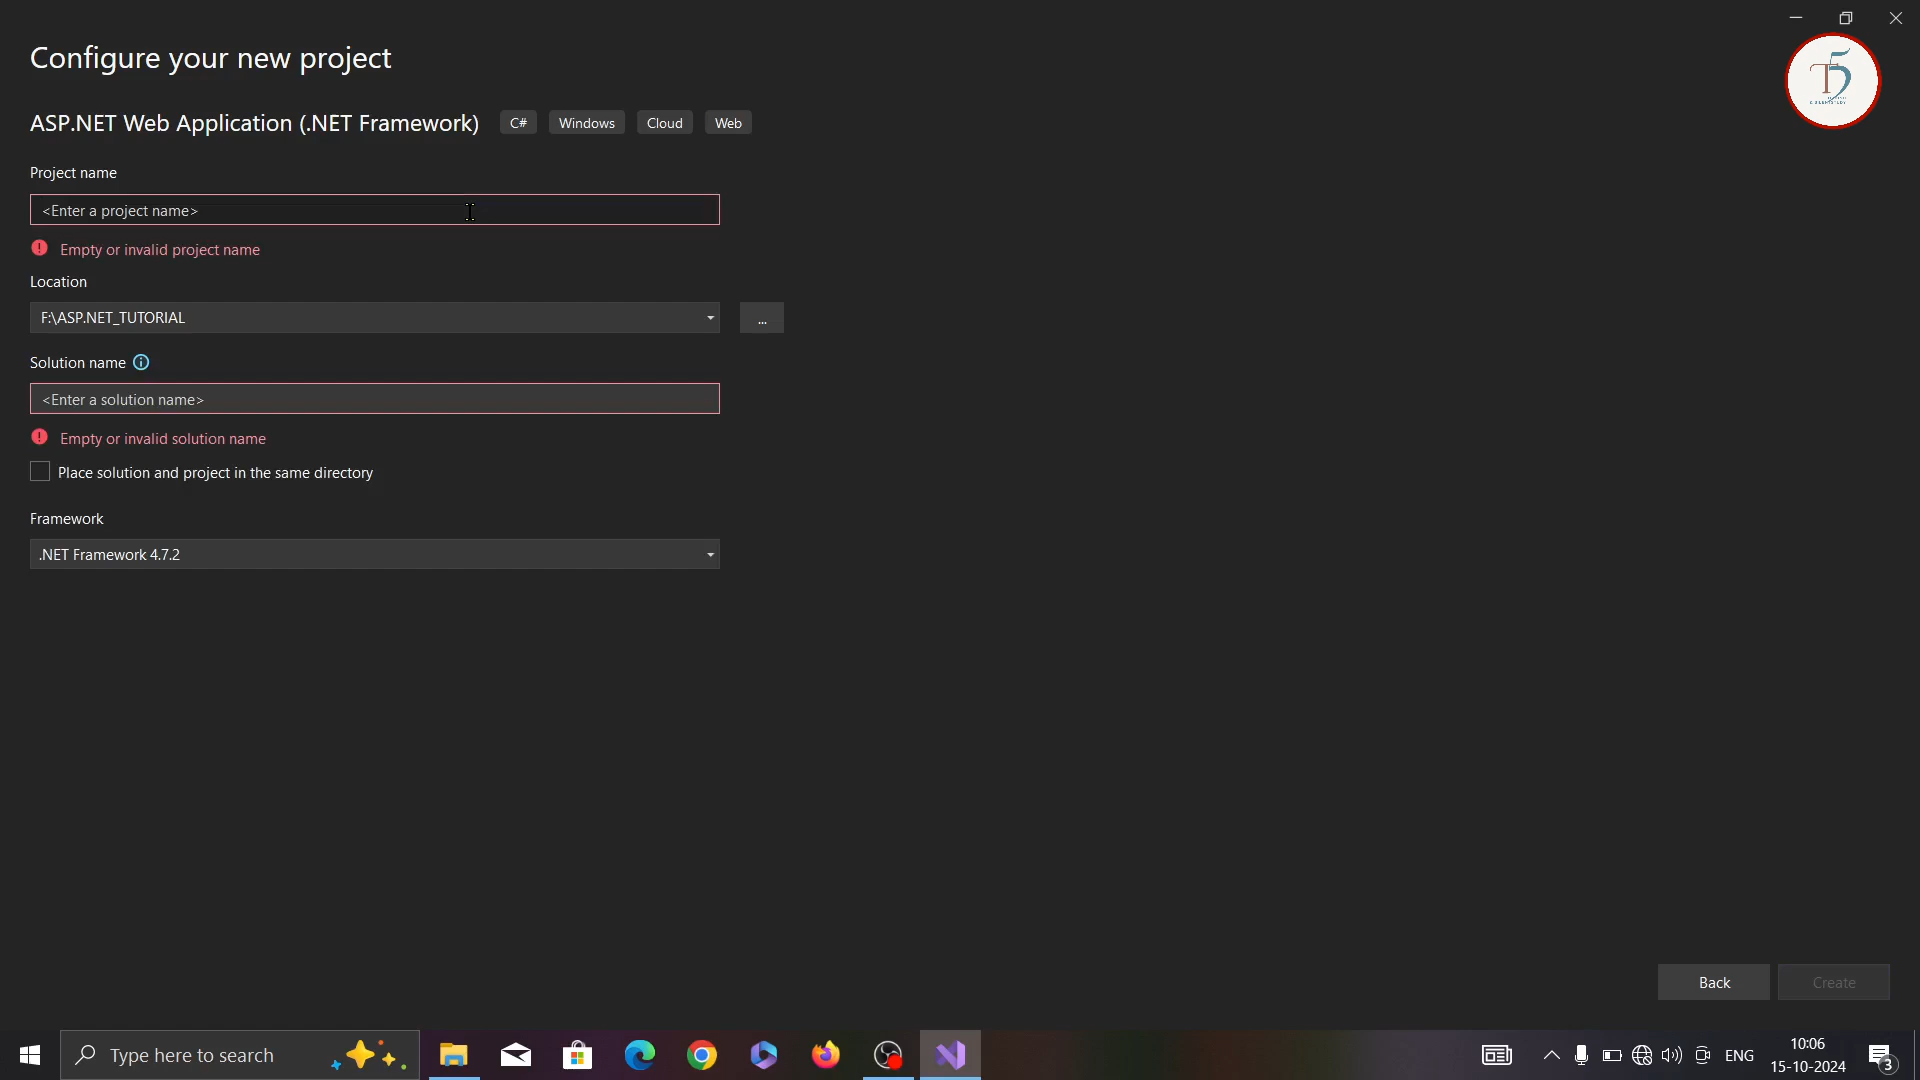 Configure your new project
ASP.NET Web Application (.NET Framework) C# Windows Cloud Web
Project name
<Enter a project name>
Empty or invalid project name
Location
F:\ASP.NET_TUTORIAL
...
Solution name
<Enter a solution name>
Empty or invalid solution name
Place solution and project in the same directory
Framework
.NET Framework 4.7.2
Back Create
Type here to search
ENG
10:06
15-10-2024
3